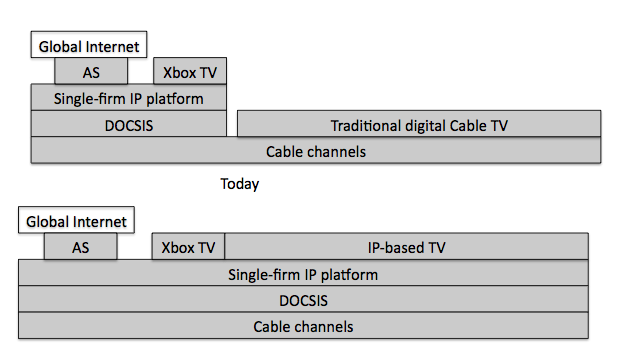 Global Internet
AS
Xbox TV
Single-firm IP platform
DOCSIS
Traditional digital Cable TV
Cable channels
Today
Global Internet
AS
Xbox TV
IP-based TV
Single-firm IP platform
DOCSIS
Cable channels